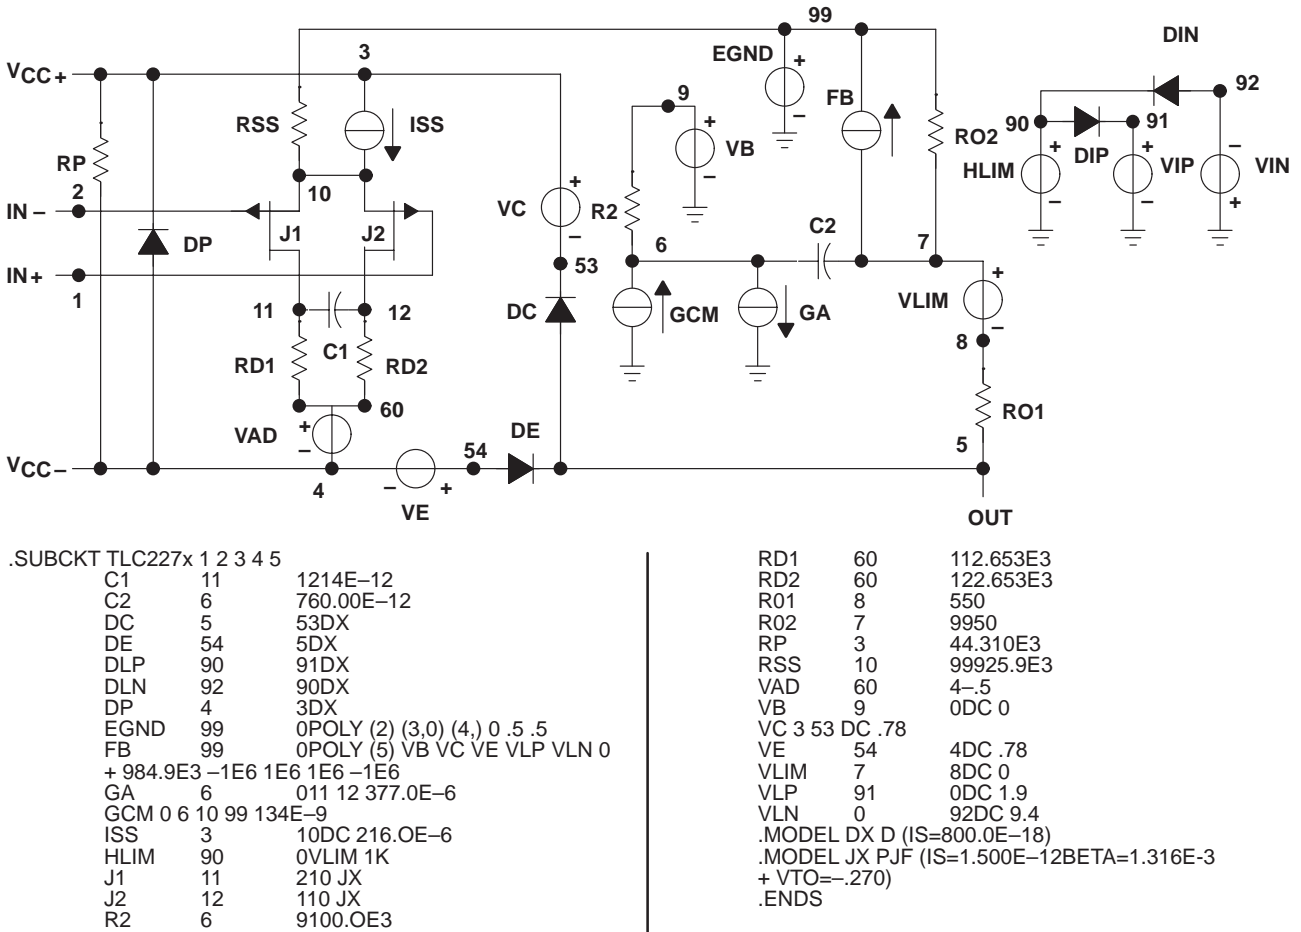 99
DIN
3
EGND
+
VCC+
9
FB
92
RSS
ISS
+
–
RO2
90
91
RP
VB
–
10
HLIM
+
DIP
+
VIP
–
VIN
2
VC
+
R2
–
–
+
IN –
J1
J2
–
C2
DP
6
7
IN+
53
+
1
VLIM
11
12
DC
GCM
GA
–
C1
8
RD1
RD2
RO1
60
VAD
+
DE
5
–
54
VCC–
4
–
+
VE
OUT
.SUBCKT TLC227x 1 2 3 4 5
C1 11 1214E–12
C2 6 760.00E–12
DC 5 53DX
DE 54 5DX
DLP 90 91DX
DLN 92 90DX
DP 4 3DX
EGND 99 0POLY (2) (3,0) (4,) 0 .5 .5
FB 99 0POLY (5) VB VC VE VLP VLN 0
+ 984.9E3 –1E6 1E6 1E6 –1E6
GA 6 011 12 377.0E–6
GCM 0 6 10 99 134E–9
ISS 3 10DC 216.OE–6
HLIM 90 0VLIM 1K
J1 11 210 JX
J2 12 110 JX
R2 6 9100.OE3
RD1 60 112.653E3
RD2 60 122.653E3
R01 8 550
R02 7 9950
RP 3 44.310E3
RSS 10 99925.9E3
VAD 60 4–.5
VB 9 0DC 0
VC 3 53 DC .78
VE 54 4DC .78
VLIM 7 8DC 0
VLP 91 0DC 1.9
VLN 0 92DC 9.4
.MODEL DX D (IS=800.0E–18)
.MODEL JX PJF (IS=1.500E–12BETA=1.316E-3
+ VTO=–.270)
.ENDS